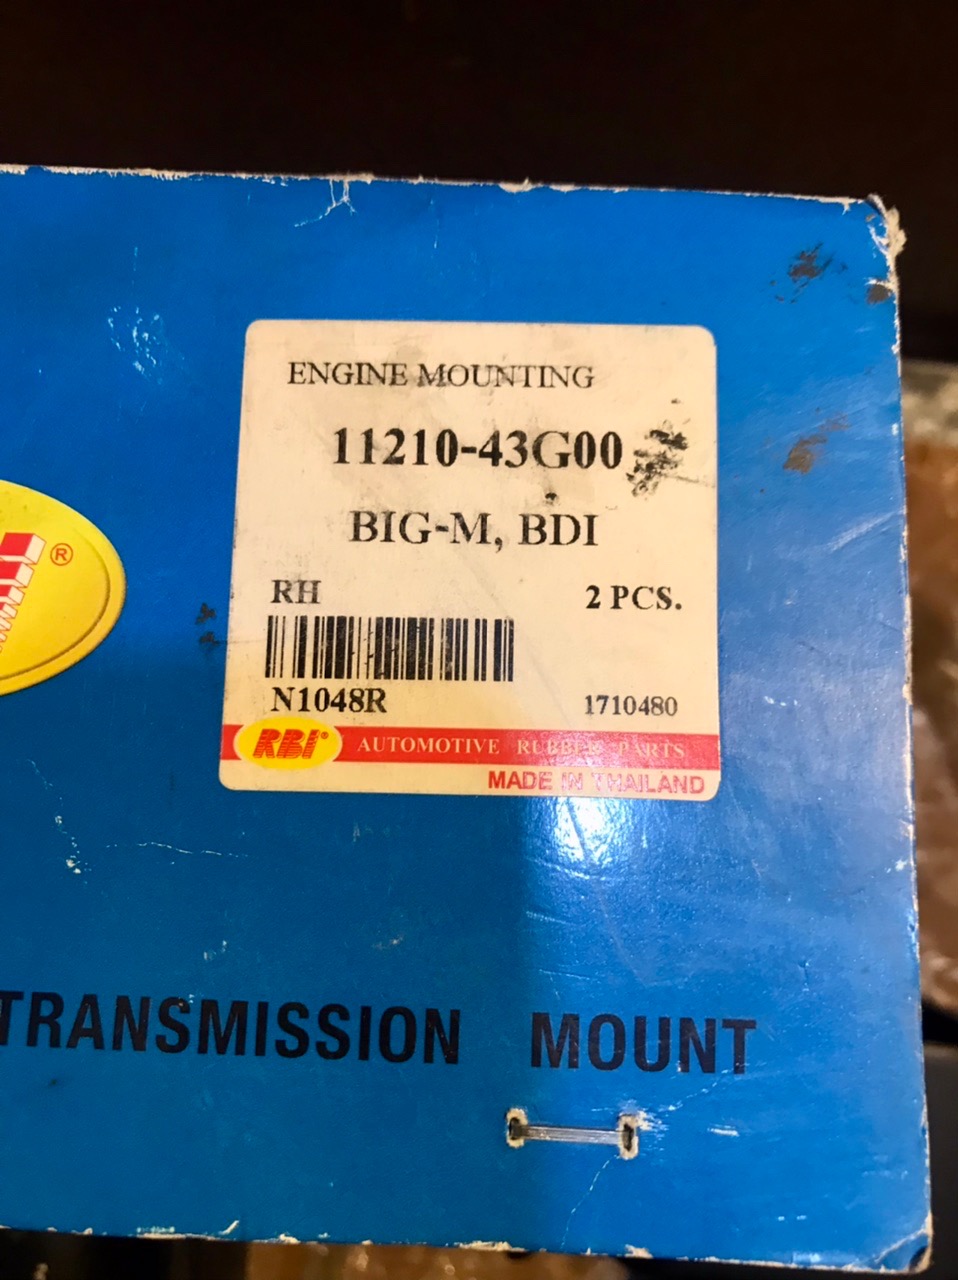 ENGINE MOUNTING
11210-43G00
BIG-M, BDI
®
RH 2 PCS.
N1048R 1710480
RBI® AUTOMOTIVE RUBBER PARTS
MADE IN THAILAND
TRANSMISSION MOUNT